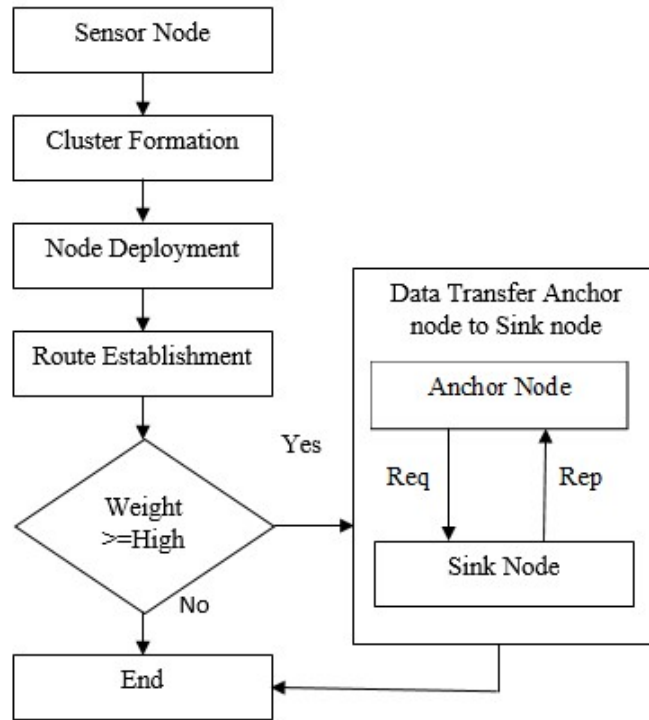 Sensor Node
Cluster Formation
Node Deployment
Route Establishment
Weight
>=High
Yes
No
End
Data Transfer Anchor
node to Sink node
Anchor Node
Req
Rep
Sink Node